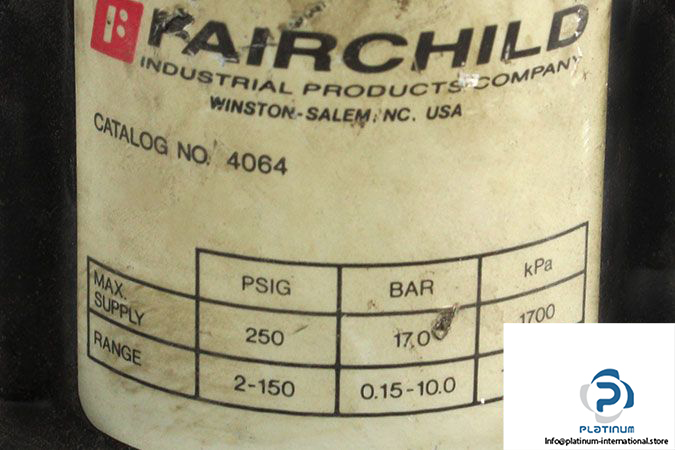 FAIRCHILD
INDUSTRIAL PRODUCTS COMPANY
WINSTON-SALEM, NC. USA
CATALOG NO. 4064
PSIG BAR kPa
MAX. SUPPLY 250 17.0 1700
RANGE 2-150 0.15-10.0
PLATINUM
Info@platinum-international.store